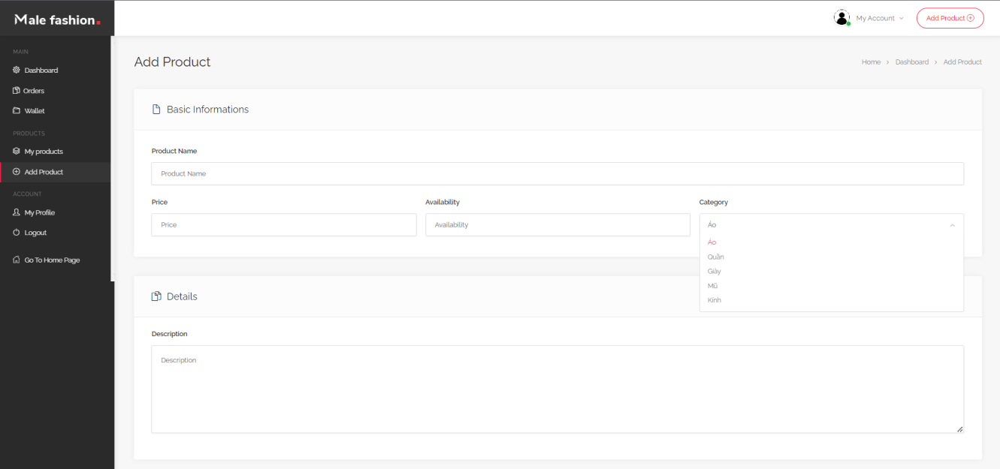 Male fashion.
My Account
Add Product
MAIN
Dashboard
Orders
Wallet
PRODUCTS
My products
Add Product
ACCOUNT
My Profile
Logout
Go To Home Page
Add Product
Home > Dashboard > Add Product
Basic Informations
Product Name
Product Name
Price
Availability
Category
Price
Availability
Áo
Áo
Quần
Giày
Mũ
Kính
Details
Description
Description